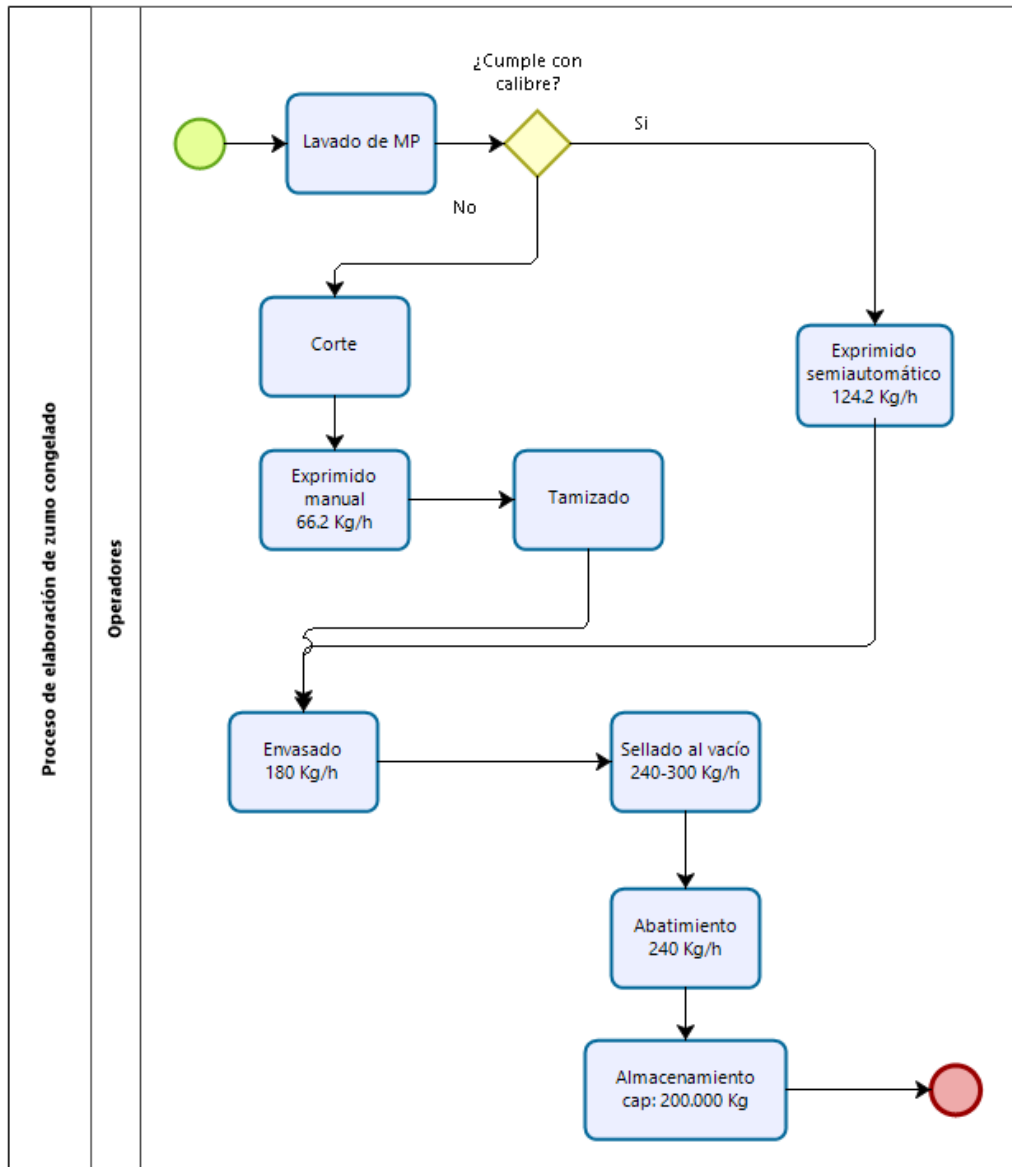 Proceso de elaboración de zumo congelado
Operadores
¿Cumple con
calibre?
Lavado de MP
Si
No
Corte
Exprimido
semiautomático
124.2 Kg/h
Exprimido
manual
66.2 Kg/h
Tamizado
Envasado
180 Kg/h
Sellado al vacío
240-300 Kg/h
Abatimiento
240 Kg/h
Almacenamiento
cap: 200.000 Kg